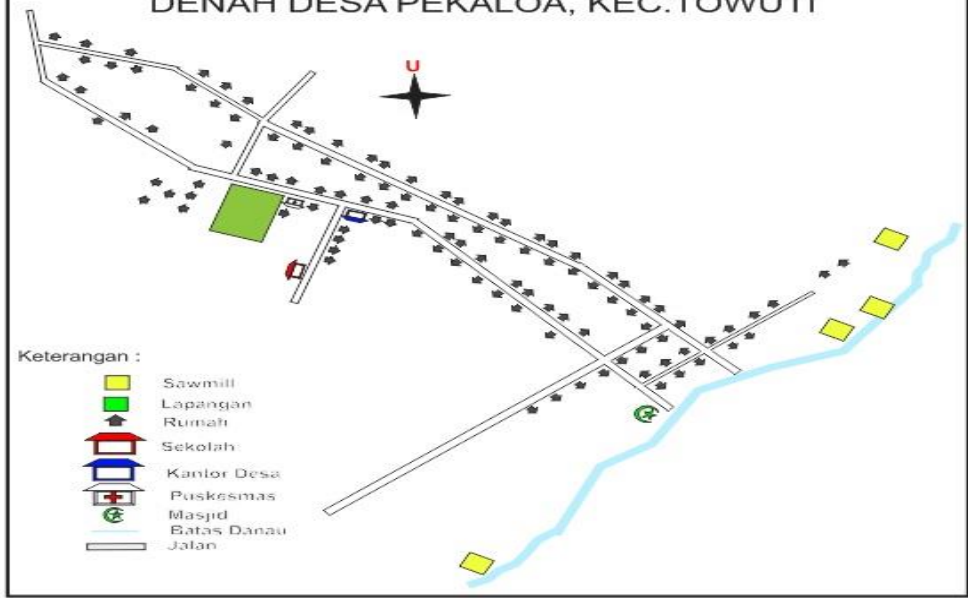 DENAH DESA PEKALOA, KEC.TOWUTI
U
Keterangan :
Sawmill
Lapangan
Rumah
Sekolah
Kantor Desa
Puskesmas
Masjid
Batas Danau
Jalan